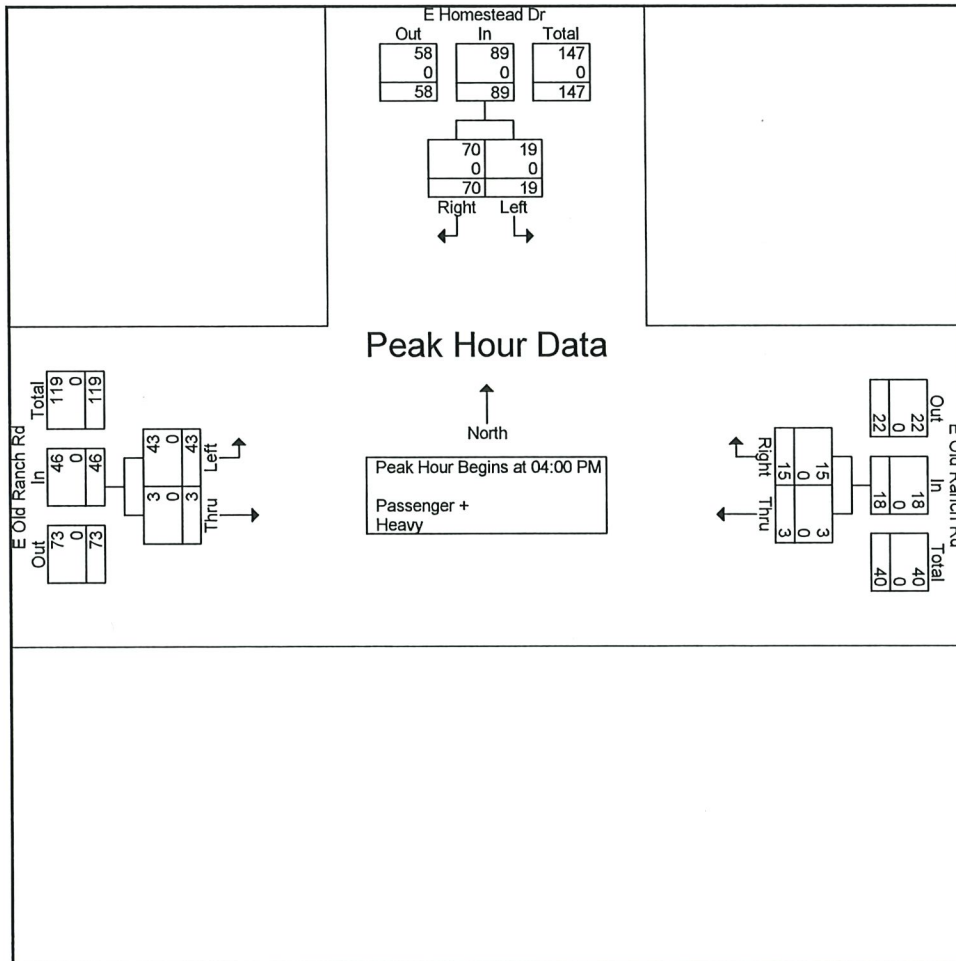 E Homestead Dr
Out In Total
58 89 147
0 0 0
58 89 147
70 19
0 0
70 19
Right Left
Peak Hour Data
North
Peak Hour Begins at 04:00 PM
Passenger +
Heavy
E Old Ranch Rd
Total
119 0 119
In
46 0 46
Out
73 0 73
Left
43 0 43
Thru
3 0 3
E Old Ranch Rd
Out
22 0 22
In
18 0 18
Total
40 0 40
Right
15 0 15
Thru
3 0 3